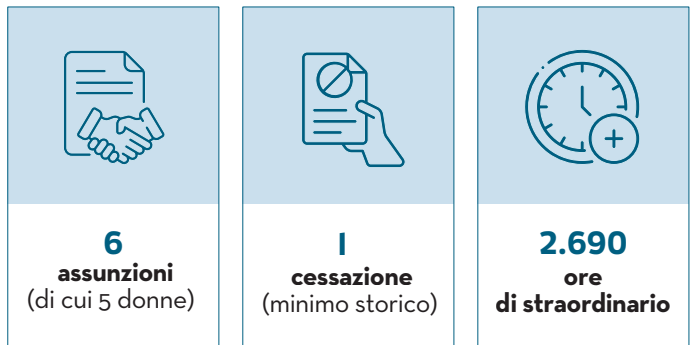 6
assunzioni
(di cui 5 donne)
1
cessazione
(minimo storico)
2.690
ore
di straordinario